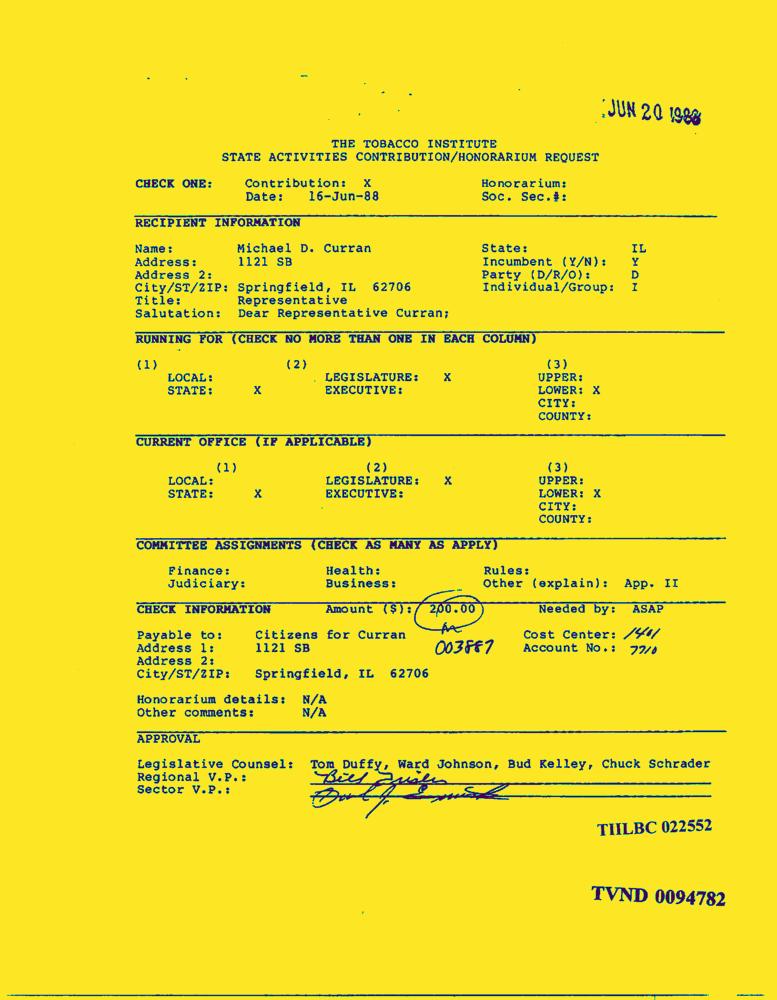 JUN 20 1988
THE TOBACCO INSTITUTE
STATE ACTIVITIES CONTRIBUTION/HONORARIUM REQUEST
CHECK ONE: Contribution: X Honorarium:
Date: 16-Jun-88 Soc. Sec.#:
RECIPIENT INFORMATION
Name: Michael D. Curran State: IL
Address: 1121 SB Incumbent (Y/N): Y
Address 2: Party (D/R/O): D
City/ST/ZIP: Springfield, IL 62706 Individual/Group: I
Title: Representative
Salutation: Dear Representative Curran;
RUNNING FOR (CHECK NO MORE THAN ONE IN EACH COLUMN)
(1) (2) (3)
LOCAL: LEGISLATURE: X UPPER:
STATE: X EXECUTIVE: LOWER: X
CITY:
COUNTY:
CURRENT OFFICE (IF APPLICABLE)
(1) (2) (3)
LOCAL: LEGISLATURE: X UPPER:
STATE: X EXECUTIVE: LOWER: X
CITY:
COUNTY:
COMMITTEE ASSIGNMENTS (CHECK AS MANY AS APPLY)
Finance: Health: Rules:
Judiciary: Business: Other (explain): App. II
CHECK INFORMATION Amount ($): 200.00 Needed by: ASAP
Payable to: Citizens for Curran Cost Center: 1401
Address 1: 1121 SB 003887 Account No.: 7710
Address 2:
City/ST/ZIP: Springfield, IL 62706
Honorarium details: N/A
Other comments: N/A
APPROVAL
Legislative Counsel: Tom Duffy, Ward Johnson, Bud Kelley, Chuck Schrader
Regional V.P.: Bill
Sector V.P.:
TIILBC 022552
TVND 0094782